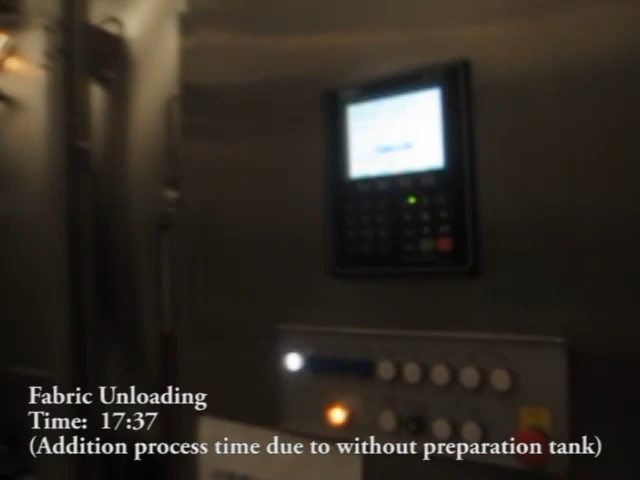 Fabric Unloading
Time: 17:37
(Addition process time due to without preparation tank)